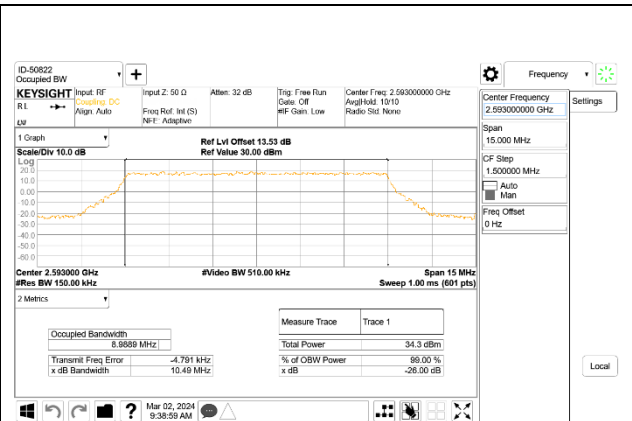 ID-50822
Occupied BW
Frequency
KEYSIGHT
Input: RF
Coupling: DC
Align: Auto
Input Z: 50 Ω
Freq Ref: Int (S)
NFE: Adaptive
Atten: 32 dB
Trig: Free Run
Gate: Off
#IF Gain: Low
Center Freq: 2.593000000 GHz
Avg|Hold: 10/10
Radio Std: None
RL
Center Frequency
2.593000000 GHz
Settings
Span
15.000 MHz
CF Step
1.500000 MHz
Auto
Man
Freq Offset
0 Hz
1 Graph
Scale/Div 10.0 dB
Ref Lvl Offset 13.53 dB
Ref Value 30.00 dBm
Log
20.0
10.0
0.00
-10.0
-20.0
-30.0
-40.0
-50.0
-60.0
Center 2.593000 GHz
#Video BW 510.00 kHz
Span 15 MHz
#Res BW 150.00 kHz
Sweep 1.00 ms (601 pts)
2 Metrics
Measure Trace Trace 1
Occupied Bandwidth
8.9889 MHz
Total Power 34.3 dBm
Transmit Freq Error -4.791 kHz
% of OBW Power 99.00 %
x dB Bandwidth 10.49 MHz
x dB -26.00 dB
Local
Mar 02, 2024
9:38:59 AM